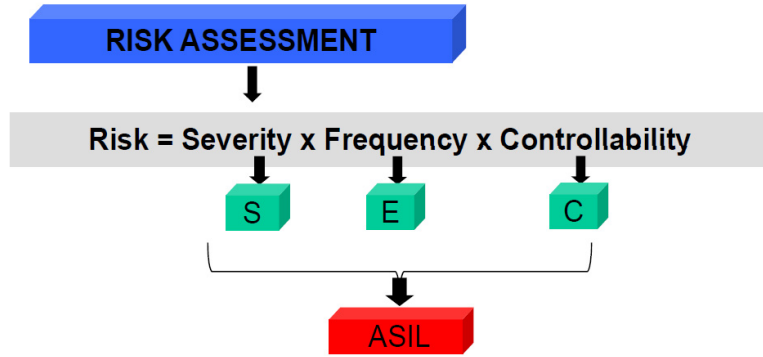 RISK ASSESSMENT
Risk = Severity x Frequency x Controllability
S E C
ASIL